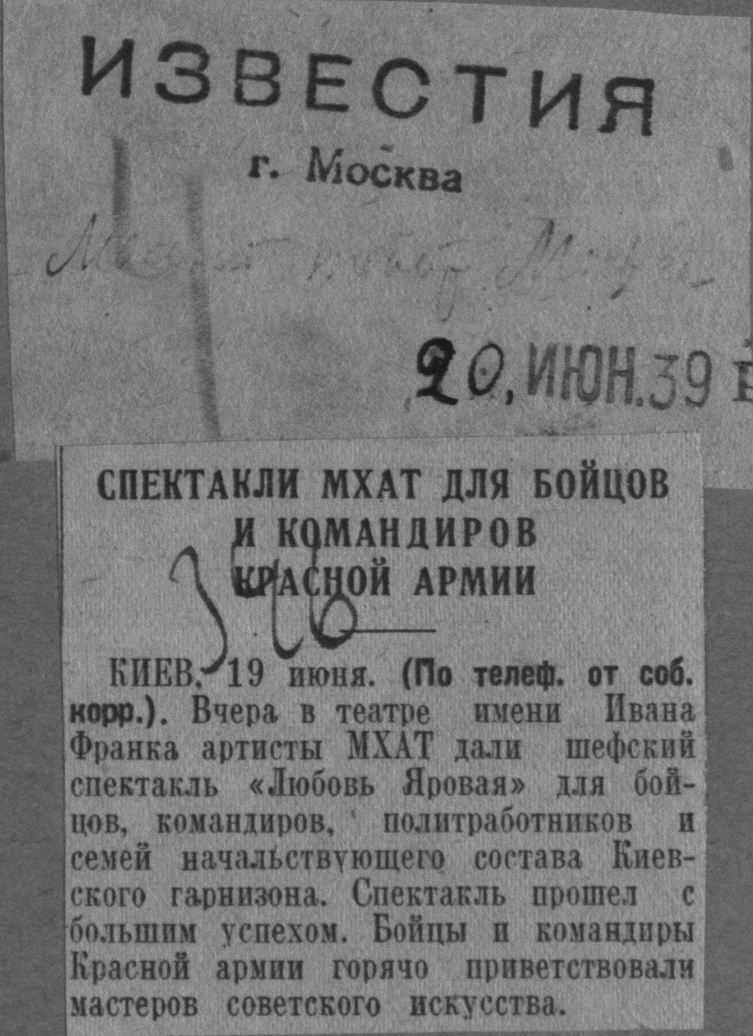 ИЗВЕСТИЯ
г. Москва
20. ИЮН. 39
СПЕКТАКЛИ МХАТ ДЛЯ БОЙЦОВ
И КОМАНДИРОВ
КРАСНОЙ АРМИИ
346
КИЕВ, 19 июня. (По телеф. от соб.
корр.). Вчера в театре имени Ивана
Франка артисты МХАТ дали шефский
спектакль «Любовь Яровая» для бой-
цов, командиров, политработников и
семей начальствующего состава Киев-
ского гарнизона. Спектакль прошел с
большим успехом. Бойцы и командиры
Красной армии горячо приветствовали
мастеров советского искусства.